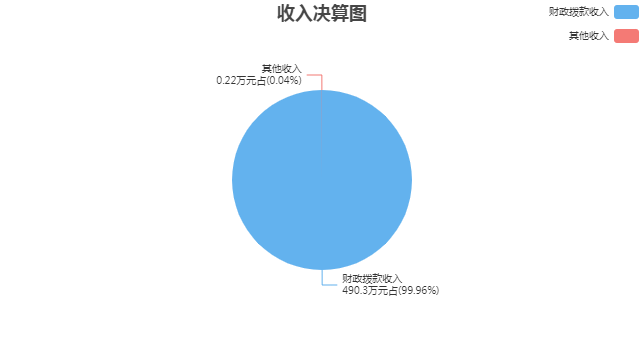 收入决算图
财政拨款收入
其他收入
其他收入
0.22万元占(0.04%)
财政拨款收入
490.3万元占(99.96%)